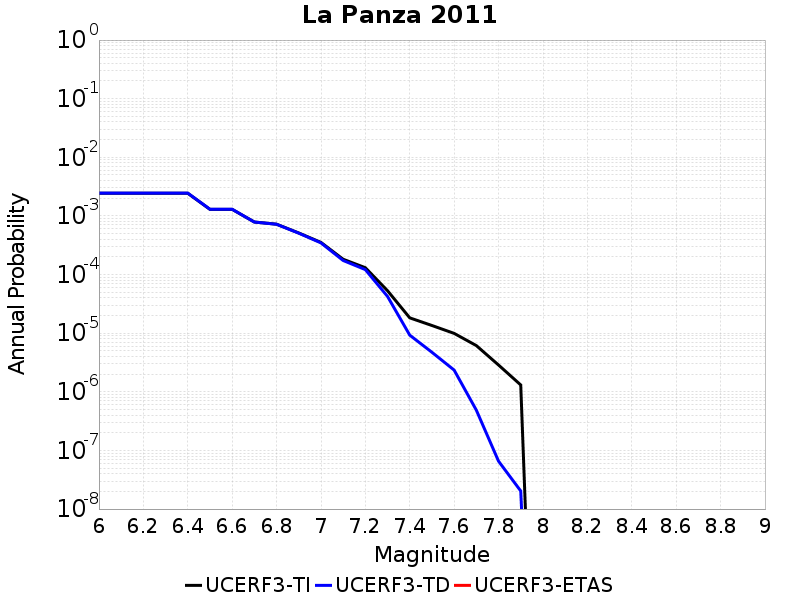 La Panza 2011
10^0
10^-1
10^-2
10^-3
10^-4
10^-5
10^-6
10^-7
10^-8
Annual Probability
6 6.2 6.4 6.6 6.8 7 7.2 7.4 7.6 7.8 8 8.2 8.4 8.6 8.8 9
Magnitude
UCERF3-TI UCERF3-TD UCERF3-ETAS